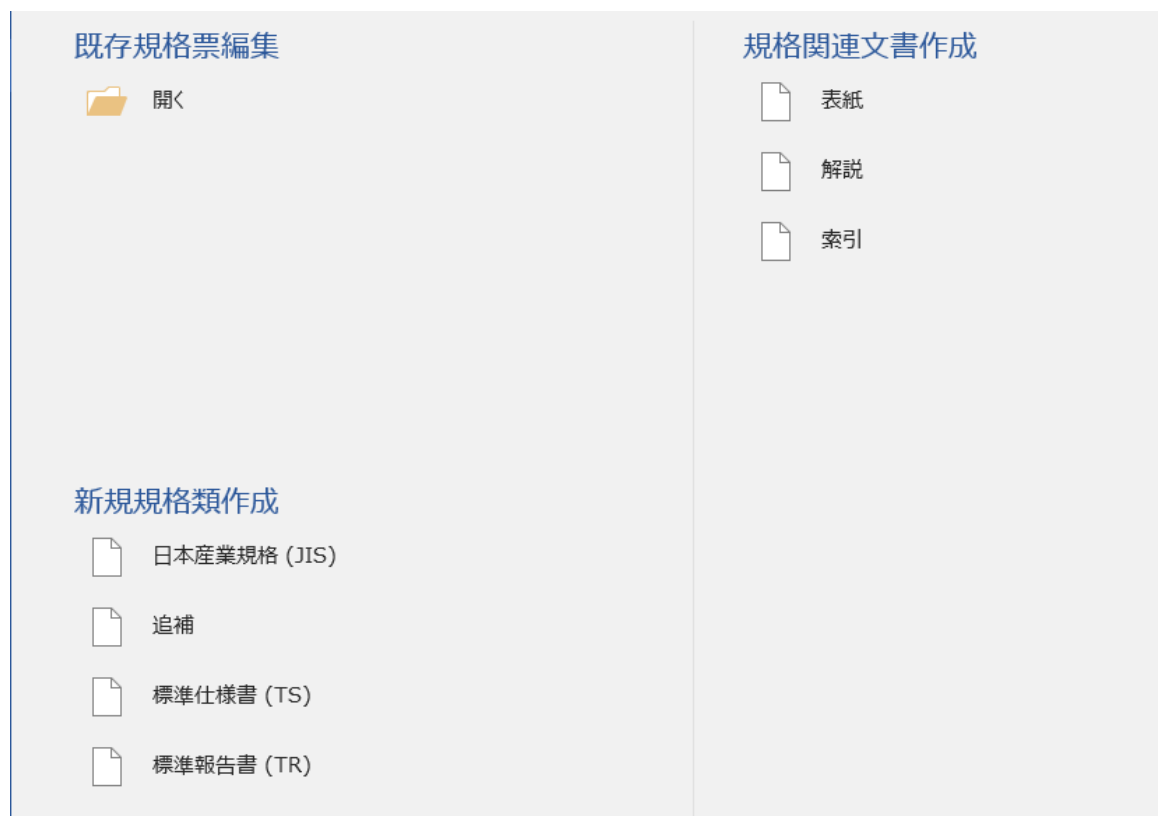 既存規格票編集
開く
新規規格類作成
日本産業規格 (JIS)
追補
標準仕様書 (TS)
標準報告書 (TR)
規格関連文書作成
表紙
解説
索引